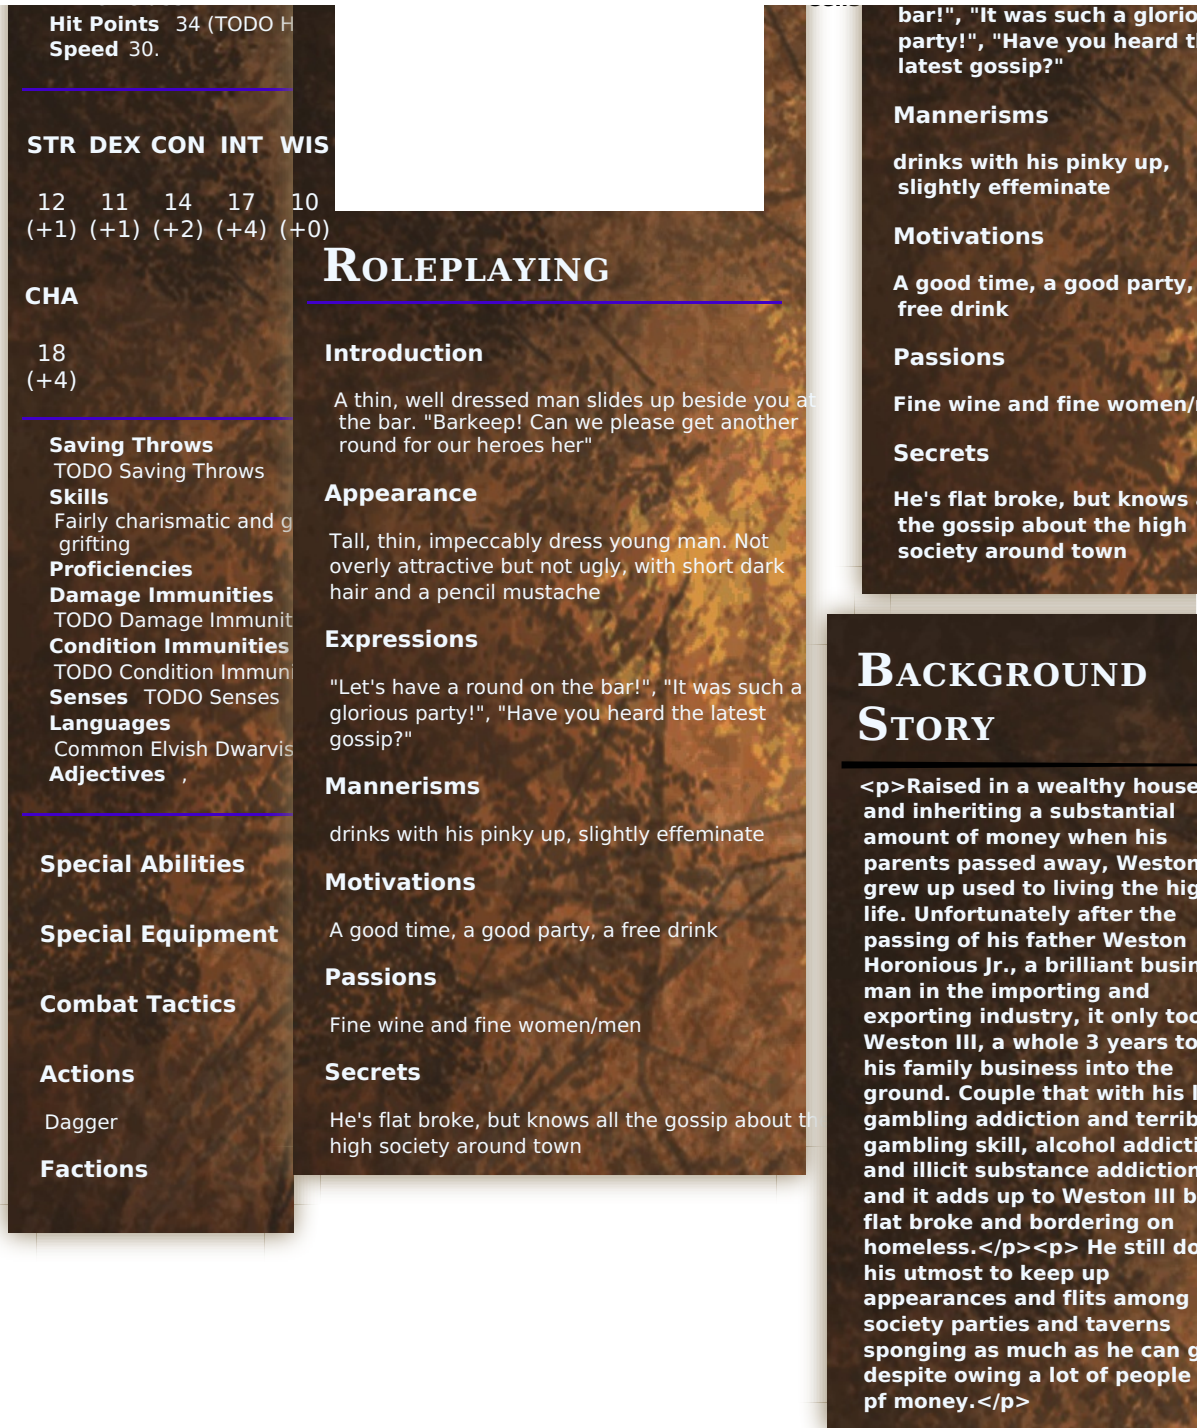 Hit Points 34 (TODO H
Speed 30.
STR DEX CON INT WIS
12 11 14 17 10
(+1) (+1) (+2) (+4) (+0)
CHA
18
(+4)
Saving Throws
TODO Saving Throws
Skills
Fairly charismatic and g
grifting
Proficiencies
Damage Immunities
TODO Damage Immunit
Condition Immunities
TODO Condition Immuni
Senses TODO Senses
Languages
Common Elvish Dwarvis
Adjectives ,
Special Abilities
Special Equipment
Combat Tactics
Actions
Dagger
Factions
Roleplaying
Introduction
A thin, well dressed man slides up beside you at
the bar. "Barkeep! Can we please get another
round for our heroes her"
Appearance
Tall, thin, impeccably dress young man. Not
overly attractive but not ugly, with short dark
hair and a pencil mustache
Expressions
"Let's have a round on the bar!", "It was such a
glorious party!", "Have you heard the latest
gossip?"
Mannerisms
drinks with his pinky up, slightly effeminate
Motivations
A good time, a good party, a free drink
Passions
Fine wine and fine women/men
Secrets
He's flat broke, but knows all the gossip about th
high society around town
bar!", "It was such a glorio
party!", "Have you heard th
latest gossip?"
Mannerisms
drinks with his pinky up,
slightly effeminate
Motivations
A good time, a good party,
free drink
Passions
Fine wine and fine women/
Secrets
He's flat broke, but knows
the gossip about the high
society around town
Background
Story
<p>Raised in a wealthy house
and inheriting a substantial
amount of money when his
parents passed away, Weston
grew up used to living the hig
life. Unfortunately after the
passing of his father Weston
Horonious Jr., a brilliant busin
man in the importing and
exporting industry, it only too
Weston III, a whole 3 years to
his family business into the
ground. Couple that with his
gambling addiction and terrib
gambling skill, alcohol addicti
and illicit substance addiction
and it adds up to Weston III b
flat broke and bordering on
homeless.</p><p> He still do
his utmost to keep up
appearances and flits among
society parties and taverns
sponging as much as he can g
despite owing a lot of people
pf money.</p>